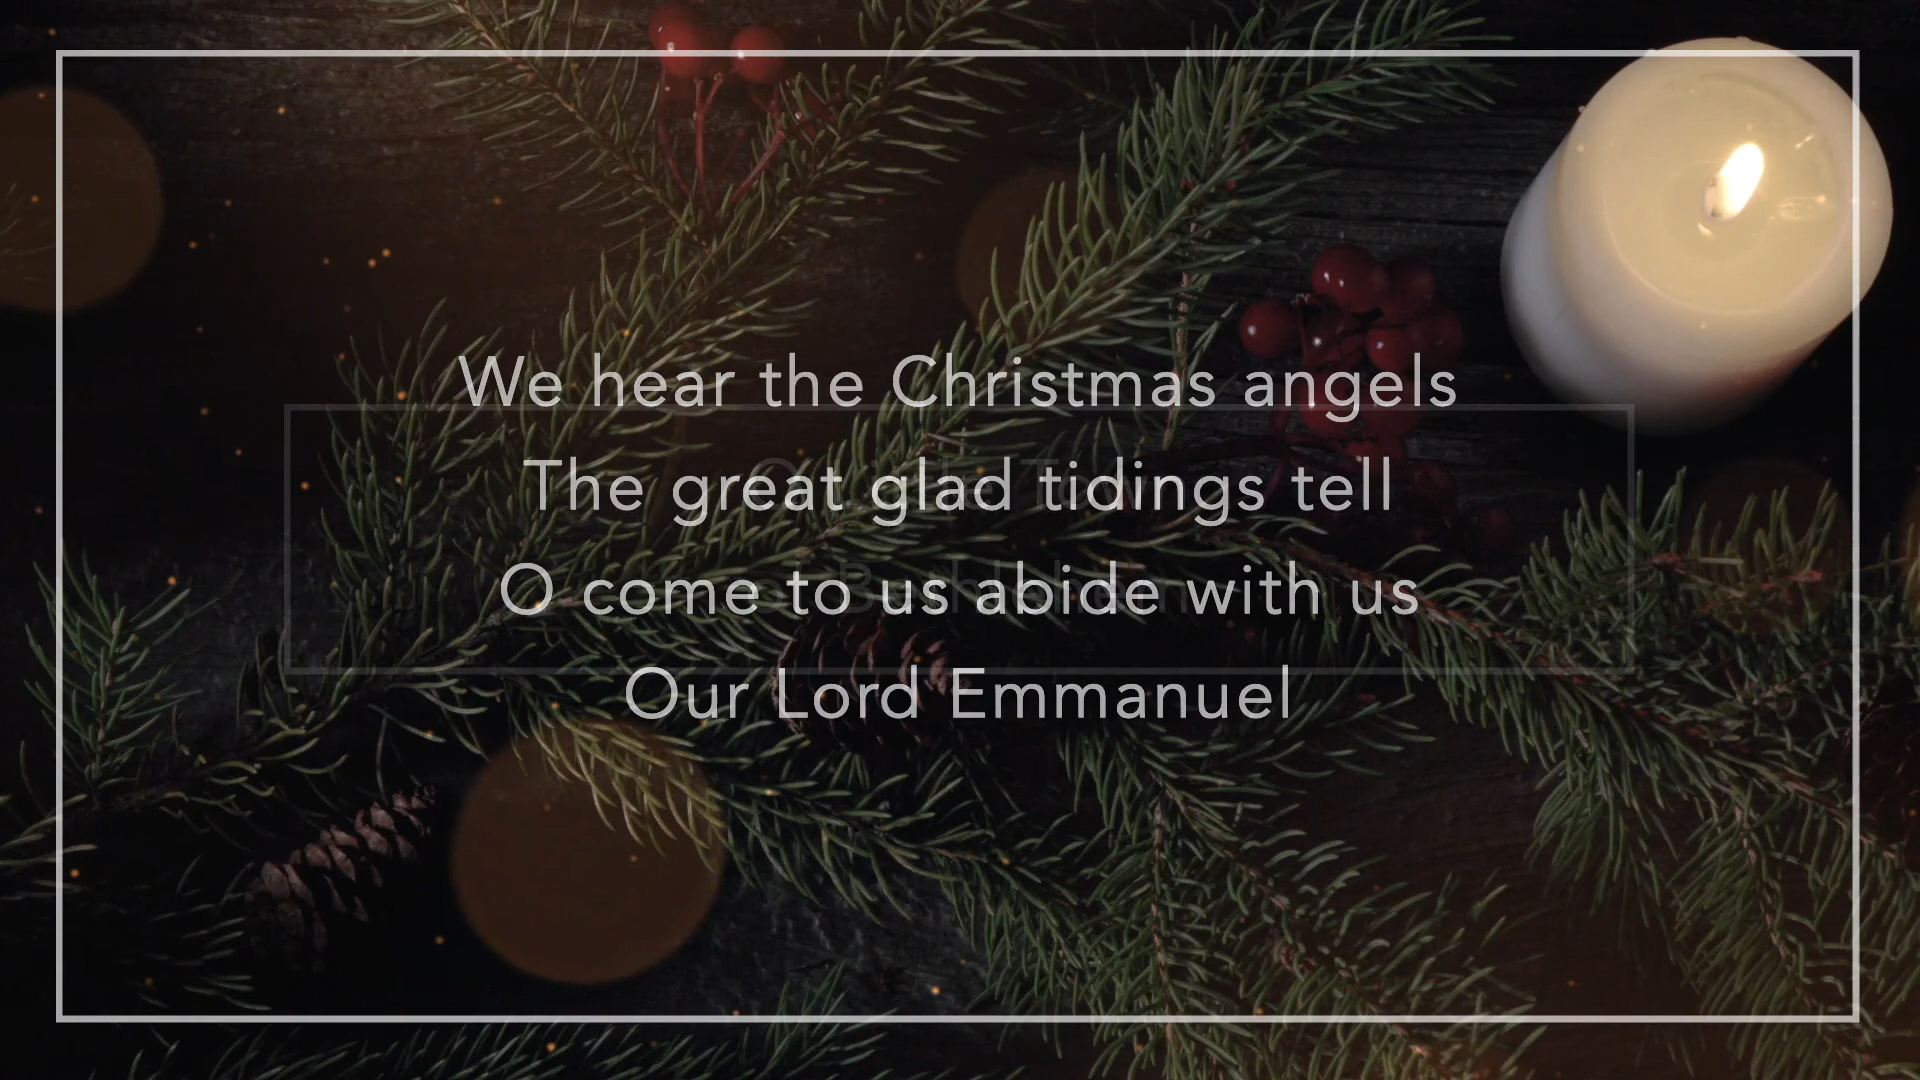 We hear the Christmas angels
The great glad tidings tell
O come to us abide with us
Our Lord Emmanuel